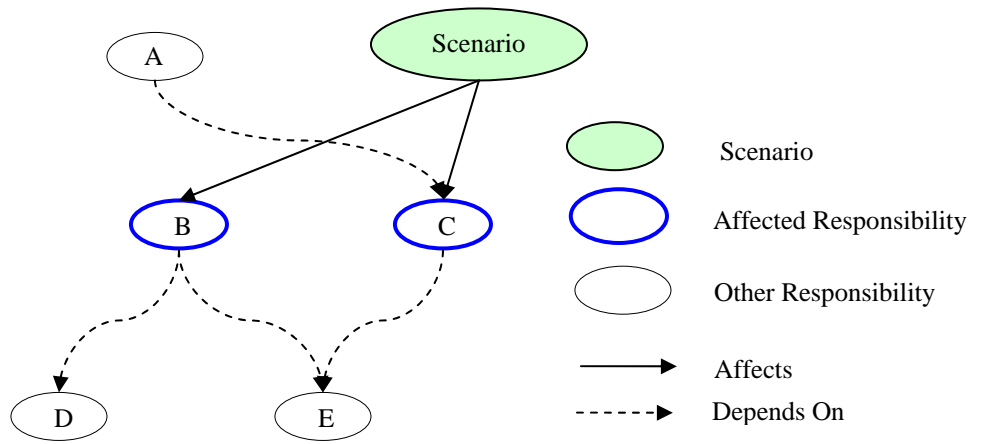 A
Scenario
B
C
D
E
Scenario
Affected Responsibility
Other Responsibility
Affects
Depends On